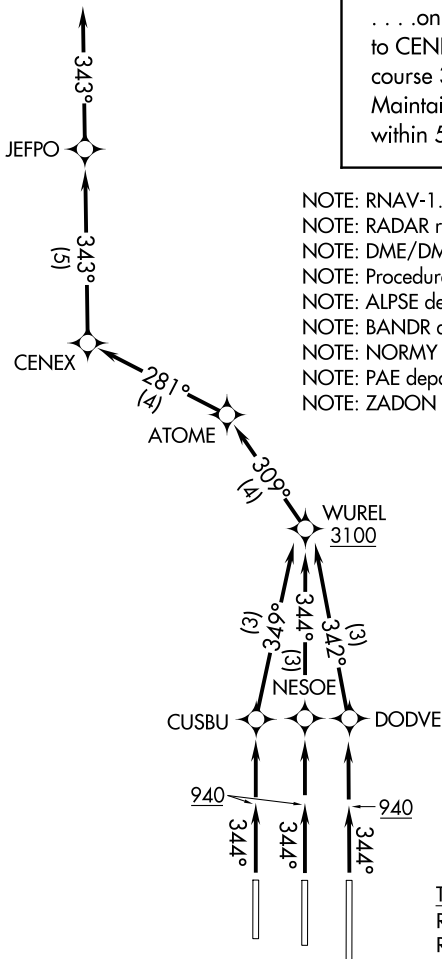 . . . .on
to CENE
course 3
Maintai
within 5
343°
JEFPO
343°
(5)
NOTE: RNAV-1.
NOTE: RADAR r
NOTE: DME/DM
NOTE: Procedur
NOTE: ALPSE de
NOTE: BANDR d
NOTE: NORMY
NOTE: PAE depa
NOTE: ZADON
CENEX
281°
(4)
ATOME
309°
(4)
WUREL
3100
(3)
349°
344°
(3)
342°
(3)
NESOE
CUSBU
DODVE
940
940
344°
344°
344°
T
R
R